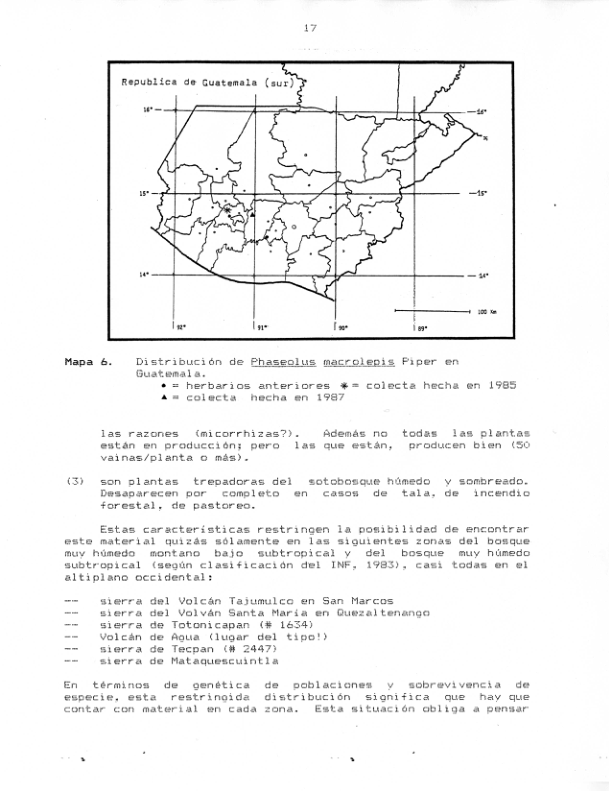 17
Republica de Guatemala (sur)
16° 16°
15° 15°
14° 14°
100 Km
92° 91° 90° 89°
Mapa 6. Distribución de Phaseolus macrolepis Piper en
Guatemala.
• = herbarios anteriores ✱= colecta hecha en 1985
▲ = colecta hecha en 1987
las razones (micorrhizas?). Además no todas las plantas
están en producción; pero las que están, producen bien (50
vainas/planta o más).
(3) son plantas trepadoras del sotobosque húmedo y sombreado.
Desaparecen por completo en casos de tala, de incendio
forestal, de pastoreo.
Estas características restringen la posibilidad de encontrar
este material quizás sólamente en las siguientes zonas del bosque
muy húmedo montano bajo subtropical y del bosque muy húmedo
subtropical (según clasificación del INF, 1983), casi todas en el
altiplano occidental:
-- sierra del Volcán Tajumulco en San Marcos
-- sierra del Volván Santa María en Quezaltenango
-- sierra de Totonicapan (# 1634)
-- Volcán de Agua (lugar del tipo!)
-- sierra de Tecpan (# 2447)
-- sierra de Mataquescuintla
En términos de genética de poblaciones y sobrevivencia de
especie, esta restringida distribución significa que hay que
contar con material en cada zona. Esta situación obliga a pensar